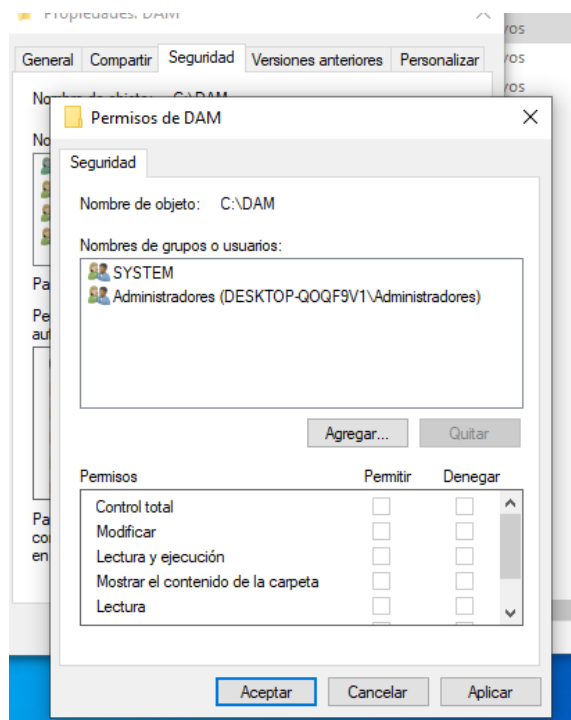 Propiedades: DAM
General Compartir Seguridad Versiones anteriores Personalizar
Permisos de DAM
Seguridad
Nombre de objeto: C:\DAM
Nombres de grupos o usuarios:
SYSTEM
Administradores (DESKTOP-QOQF9V1\Administradores)
Agregar... Quitar
Permisos Permitir Denegar
Control total
Modificar
Lectura y ejecución
Mostrar el contenido de la carpeta
Lectura
Aceptar Cancelar Aplicar